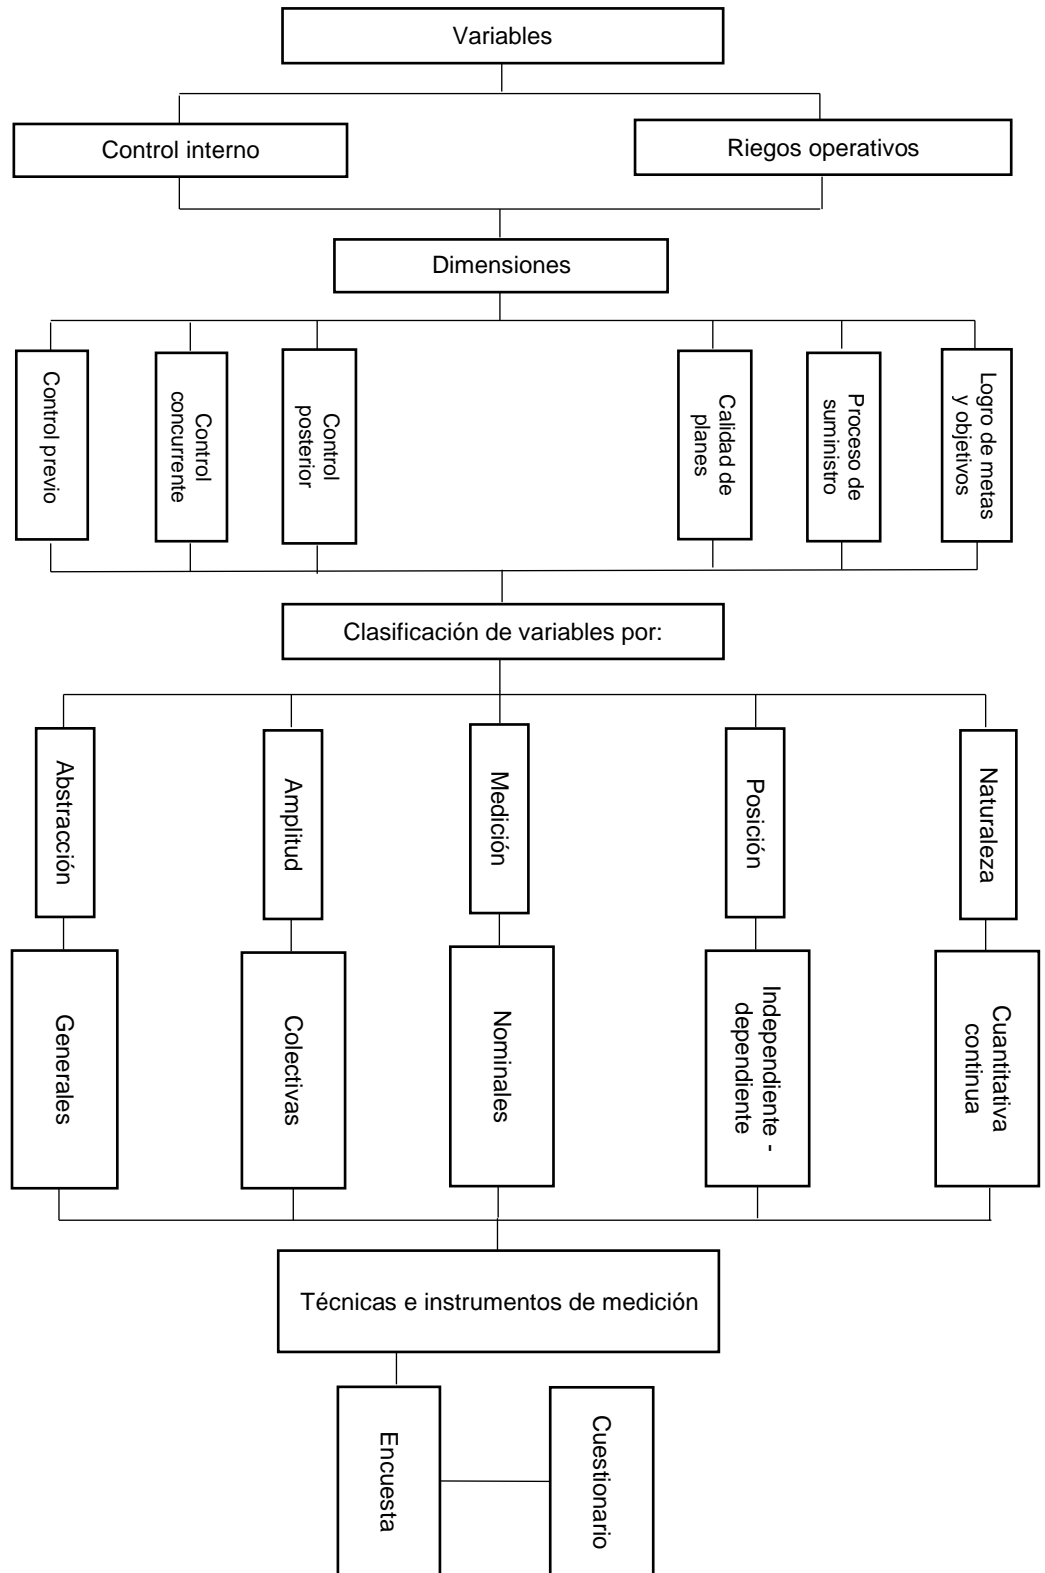 Variables
Control interno
Riegos operativos
Dimensiones
Control previo
Control
concurrente
Control
posterior
Calidad de
planes
Proceso de
suministro
Logro de metas
y objetivos
Clasificación de variables por:
Abstracción
Amplitud
Medición
Posición
Naturaleza
Generales
Colectivas
Nominales
Independiente -
dependiente
Cuantitativa
continua
Técnicas e instrumentos de medición
Encuesta
Cuestionario